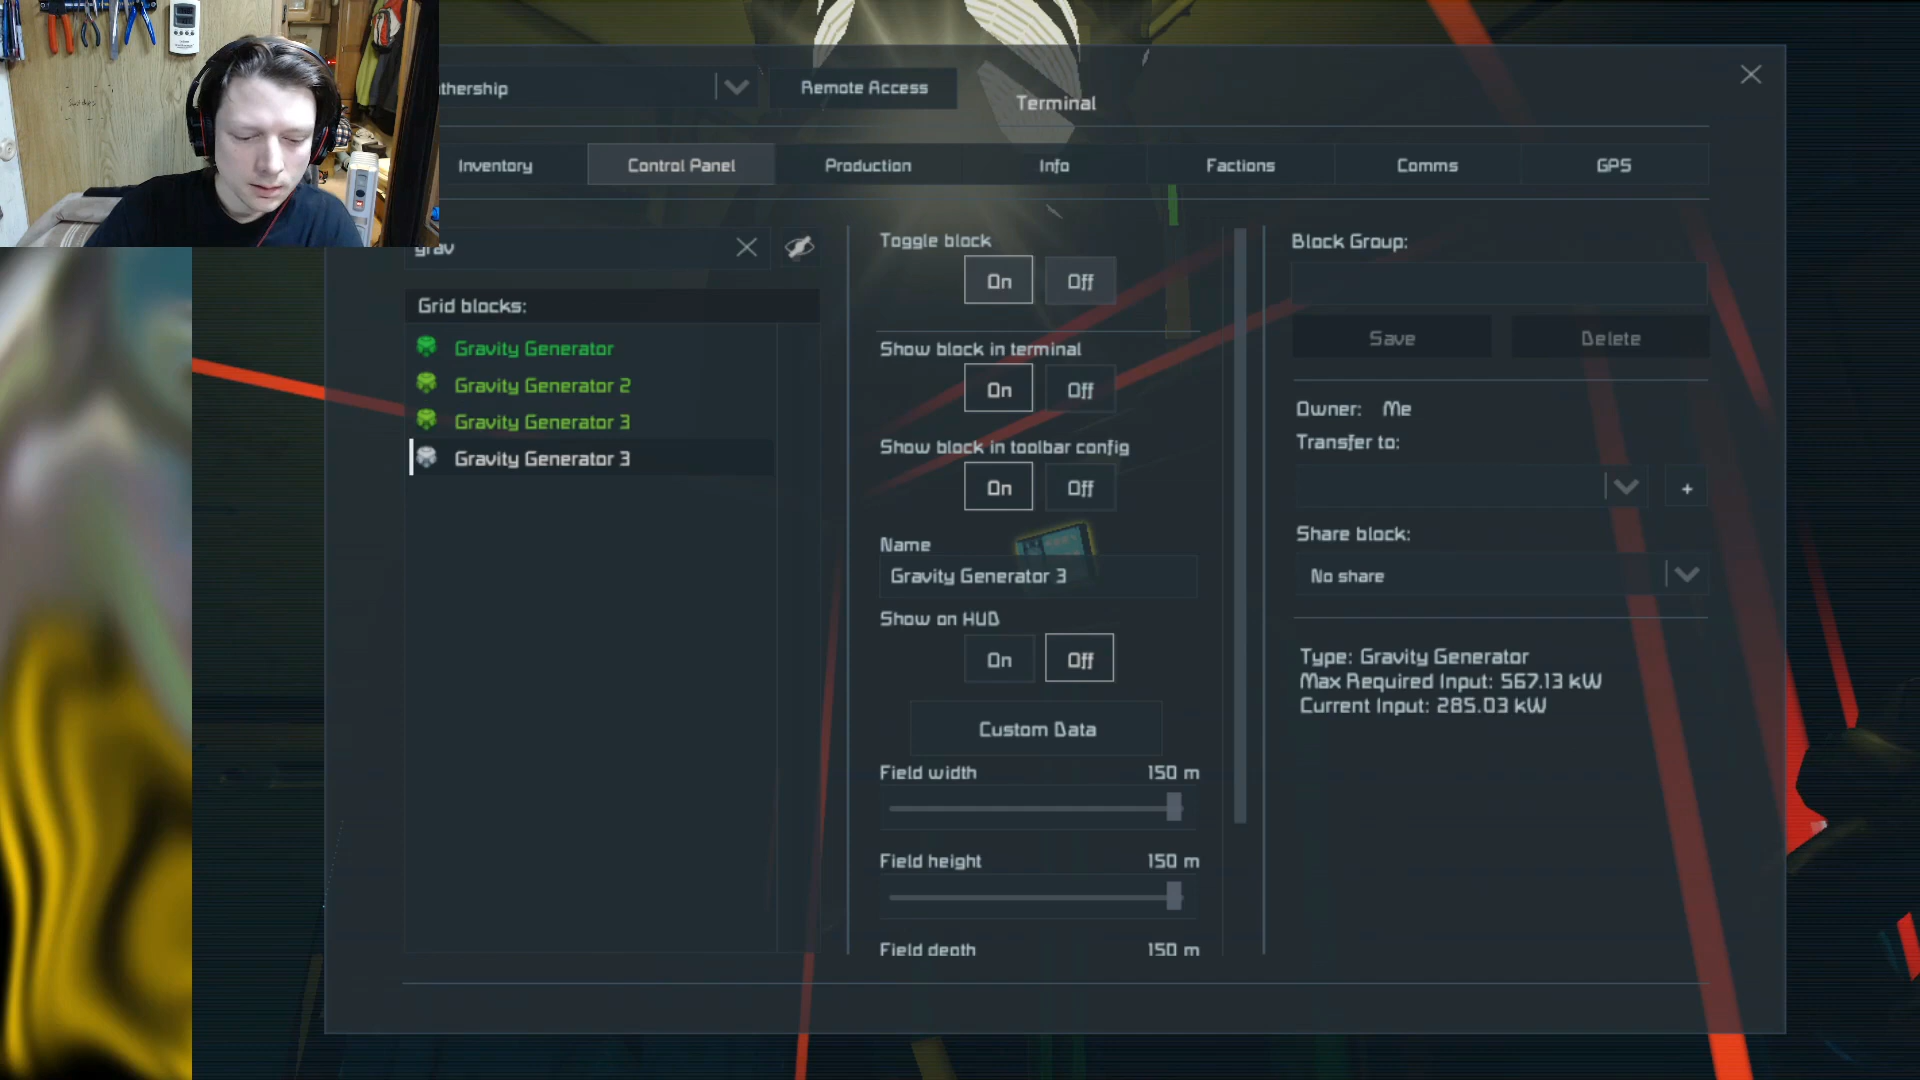 thership
Remote Access
Terminal
Inventory
Control Panel
Production
Info
Factions
Comms
GPS
grav
Grid blocks:
Gravity Generator
Gravity Generator 2
Gravity Generator 3
Gravity Generator 3
Toggle block
On
Off
Show block in terminal
On
Off
Show block in toolbar config
On
Off
Name
Gravity Generator 3
Show on HUD
On
Off
Custom Data
Field width 150 m
Field height 150 m
Field depth 150 m
Block Group:
Save
Delete
Owner: Me
Transfer to:
+
Share block:
No share
Type: Gravity Generator
Max Required Input: 567.13 kW
Current Input: 285.03 kW